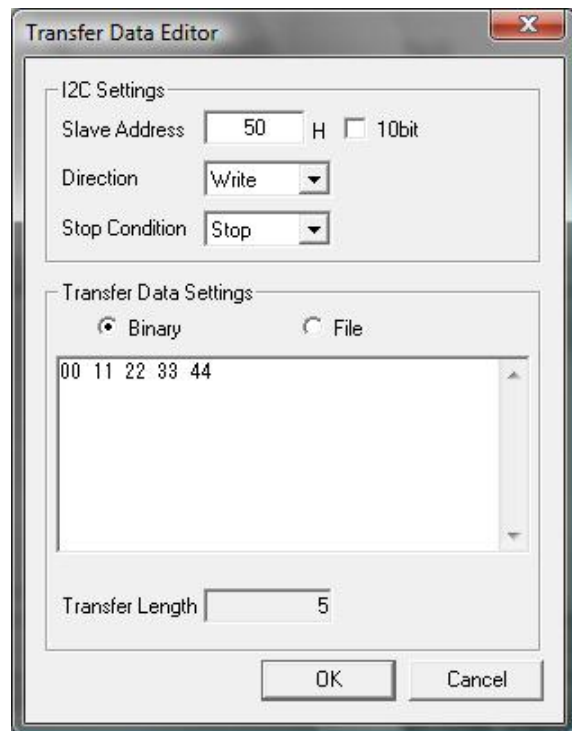 Transfer Data Editor
I2C Settings
Slave Address 50 H 10bit
Direction Write
Stop Condition Stop
Transfer Data Settings
Binary File
00 11 22 33 44
Transfer Length 5
OK Cancel